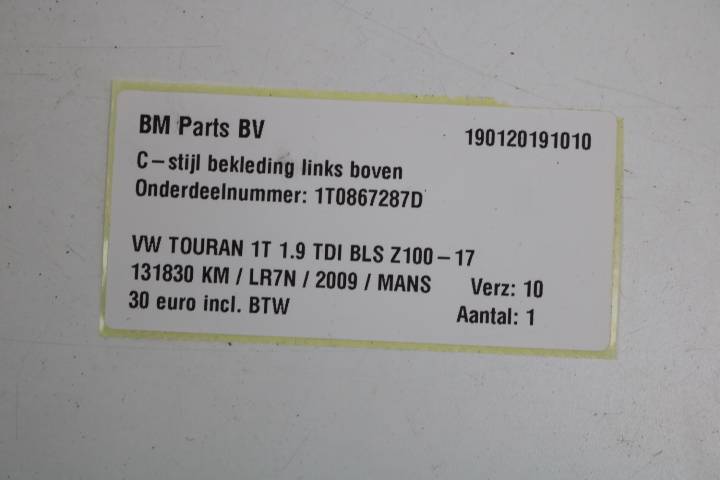 BM Parts BV 190120191010
C-stijl bekleding links boven
Onderdeelnummer: 1T0867287D
VW TOURAN 1T 1.9 TDI BLS Z100-17
131830 KM / LR7N / 2009 / MANS Verz: 10
30 euro incl. BTW Aantal: 1